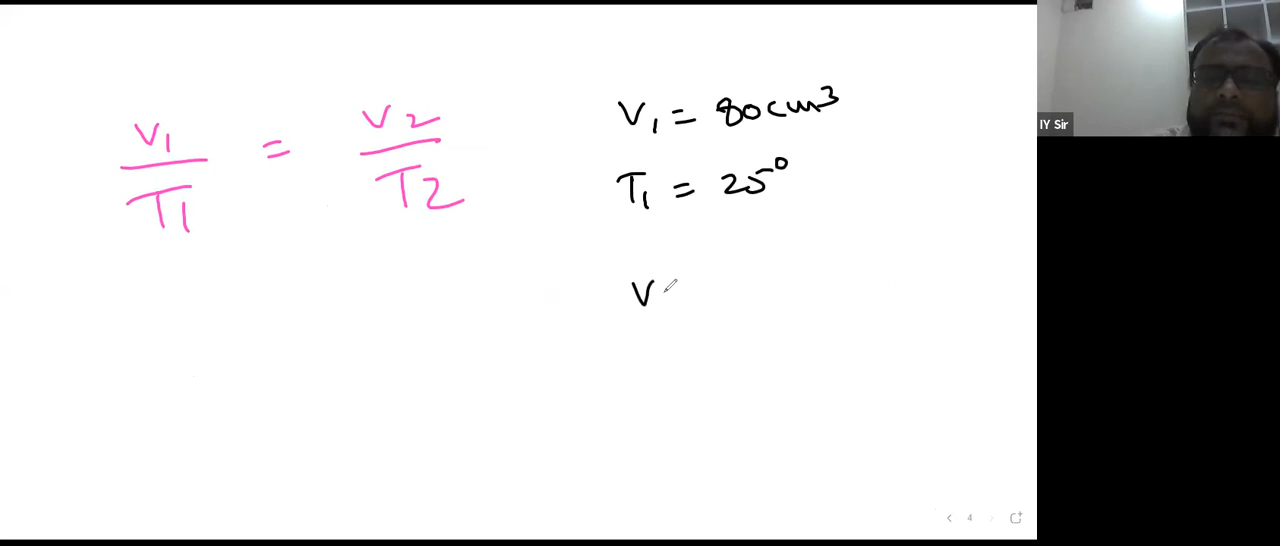 V1/T1 = V2/T2
V1 = 80cm³
T1 = 25°
V
IY Sir
4